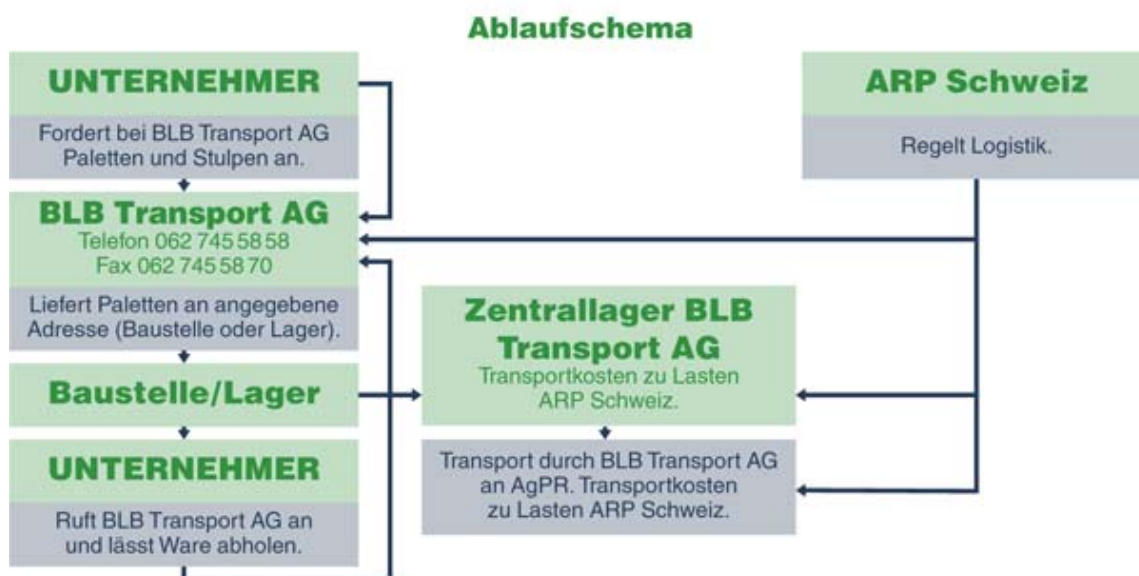 Ablaufschema
UNTERNEHMER
Fordert bei BLB Transport AG
Paletten und Stulpen an.
BLB Transport AG
Telefon 062 745 58 58
Fax 062 745 58 70
Liefert Paletten an angegebene
Adresse (Baustelle oder Lager).
Baustelle/Lager
UNTERNEHMER
Ruft BLB Transport AG an
und lässt Ware abholen.
Zentrallager BLB
Transport AG
Transportkosten zu Lasten
ARP Schweiz.
Transport durch BLB Transport AG
an AgPR. Transportkosten
zu Lasten ARP Schweiz.
ARP Schweiz
Regelt Logistik.